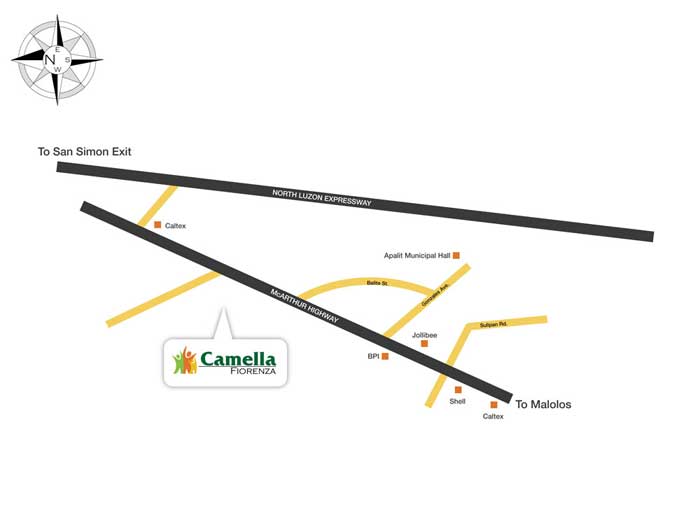 E
N S
W
To San Simon Exit
NORTH LUZON EXPRESSWAY
Caltex
Apalit Municipal Hall
Belita St.
Gonzales Ave.
McARTHUR HIGHWAY
Sulipan Rd.
Jollibee
BPI
Camella
FIORENZA
Shell
To Malolos
Caltex